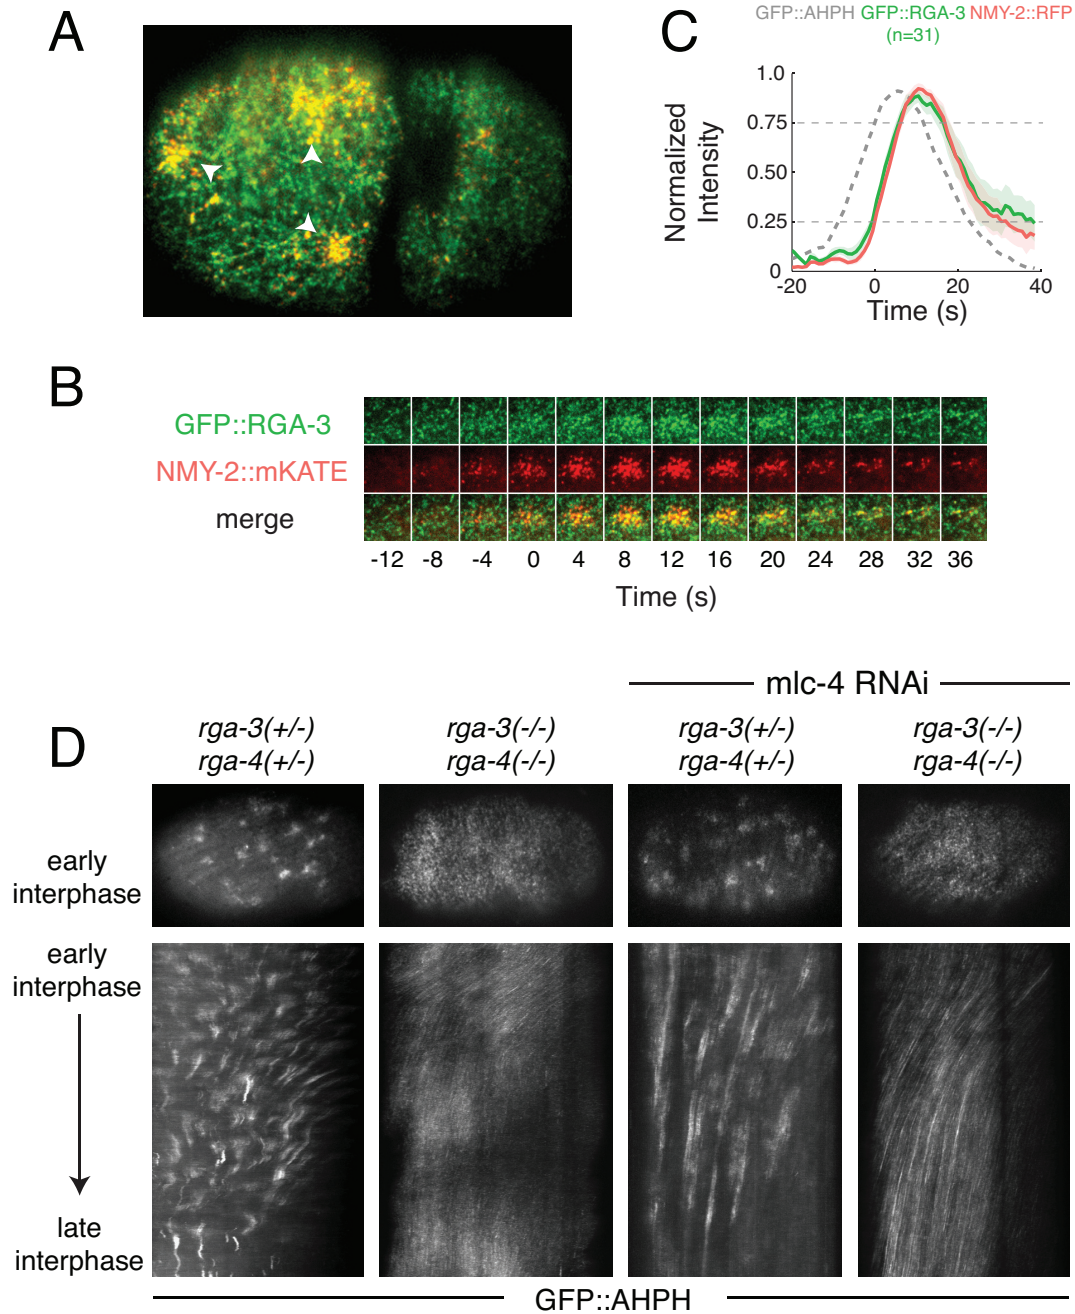 A
C
GFP::AHPH GFP::RGA-3 NMY-2::RFP
(n=31)
Normalized
Intensity
1.0
0.75
0.50
0.25
0
-20 0 20 40
Time (s)
B
GFP::RGA-3
NMY-2::mKATE
merge
-12 -8 -4 0 4 8 12 16 20 24 28 32 36
Time (s)
mlc-4 RNAi
D
rga-3(+/-) rga-3(-/-) rga-3(+/-) rga-3(-/-)
rga-4(+/-) rga-4(-/-) rga-4(+/-) rga-4(-/-)
early
interphase
early
interphase
late
interphase
GFP::AHPH